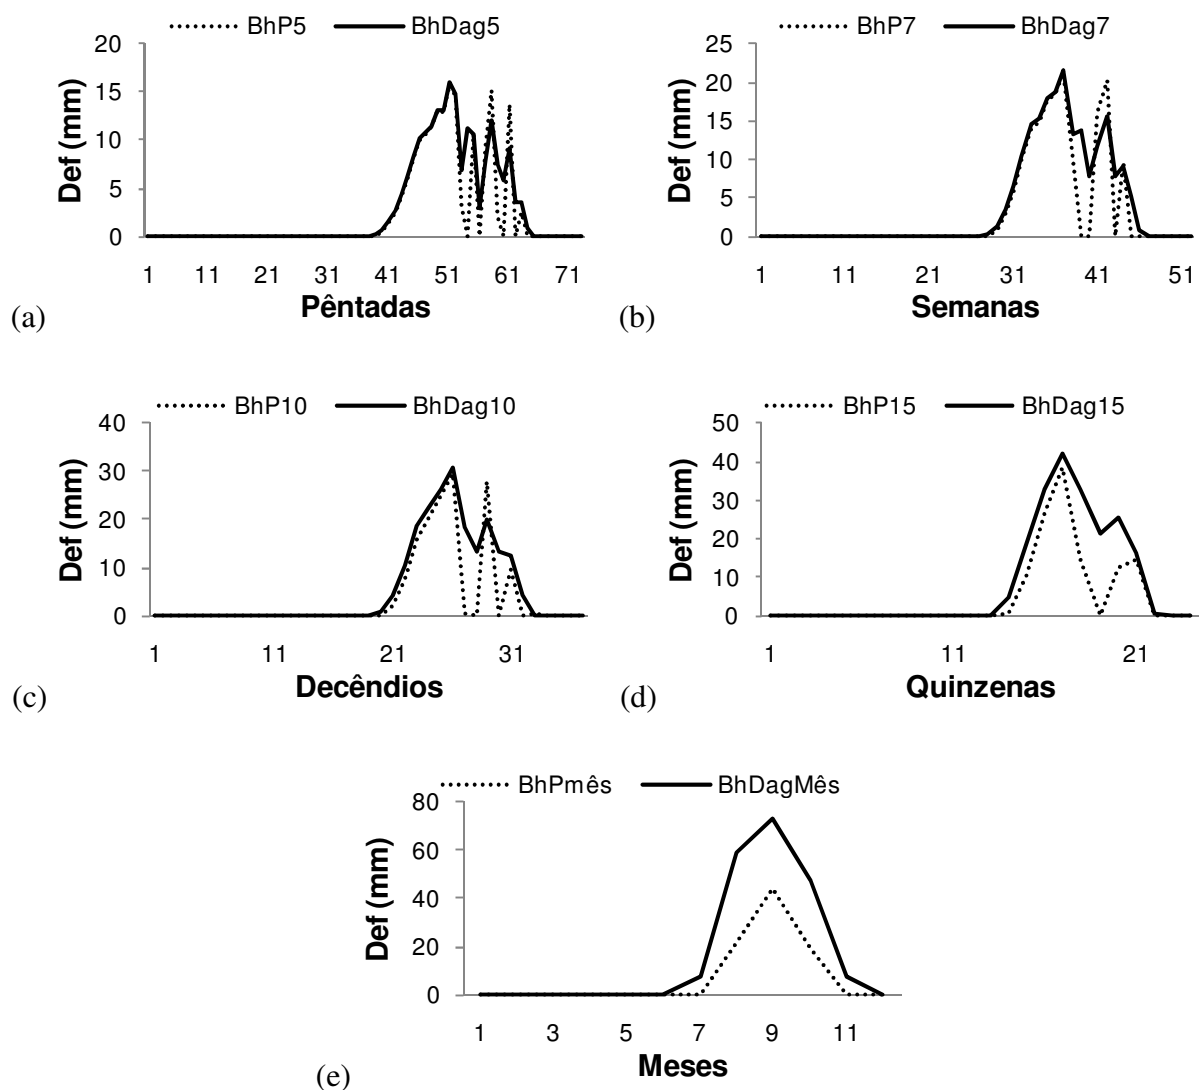 BhP5 BhDag5
20
15
10
5
0
Def (mm)
1 11 21 31 41 51 61 71
Pêntadas
(a)
BhP7 BhDag7
25
20
15
10
5
0
Def (mm)
1 11 21 31 41 51
Semanas
(b)
BhP10 BhDag10
40
30
20
10
0
Def (mm)
1 11 21 31
Decêndios
(c)
BhP15 BhDag15
50
40
30
20
10
0
Def (mm)
1 11 21
Quinzenas
(d)
BhPmês BhDagMês
80
60
40
20
0
Def (mm)
1 3 5 7 9 11
Meses
(e)